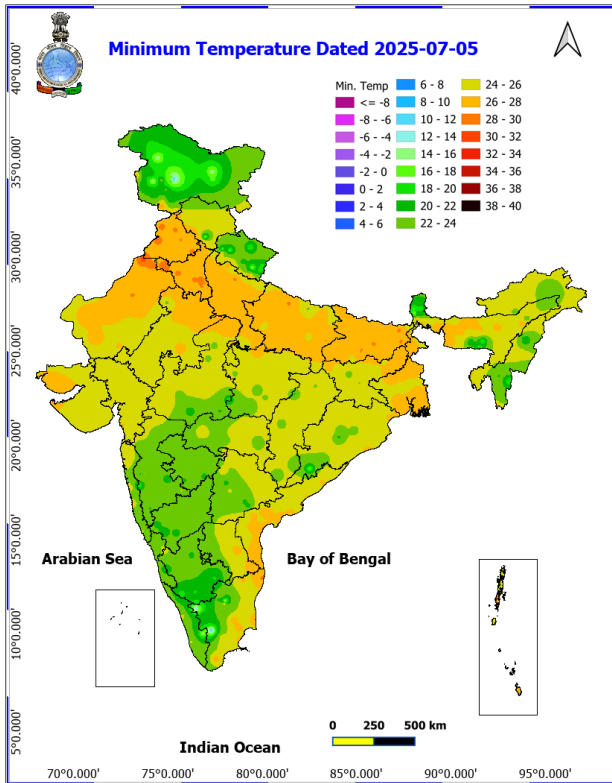 Minimum Temperature Dated 2025-07-05
Min. Temp
<= -8
-8 - -6
-6 - -4
-4 - -2
-2 - 0
0 - 2
2 - 4
4 - 6
6 - 8
8 - 10
10 - 12
12 - 14
14 - 16
16 - 18
18 - 20
20 - 22
22 - 24
24 - 26
26 - 28
28 - 30
30 - 32
32 - 34
34 - 36
36 - 38
38 - 40
40°0.000'
35°0.000'
30°0.000'
25°0.000'
20°0.000'
15°0.000'
10°0.000'
5°0.000'
Arabian Sea
Bay of Bengal
0 250 500 km
Indian Ocean
70°0.000' 75°0.000' 80°0.000' 85°0.000' 90°0.000' 95°0.000'